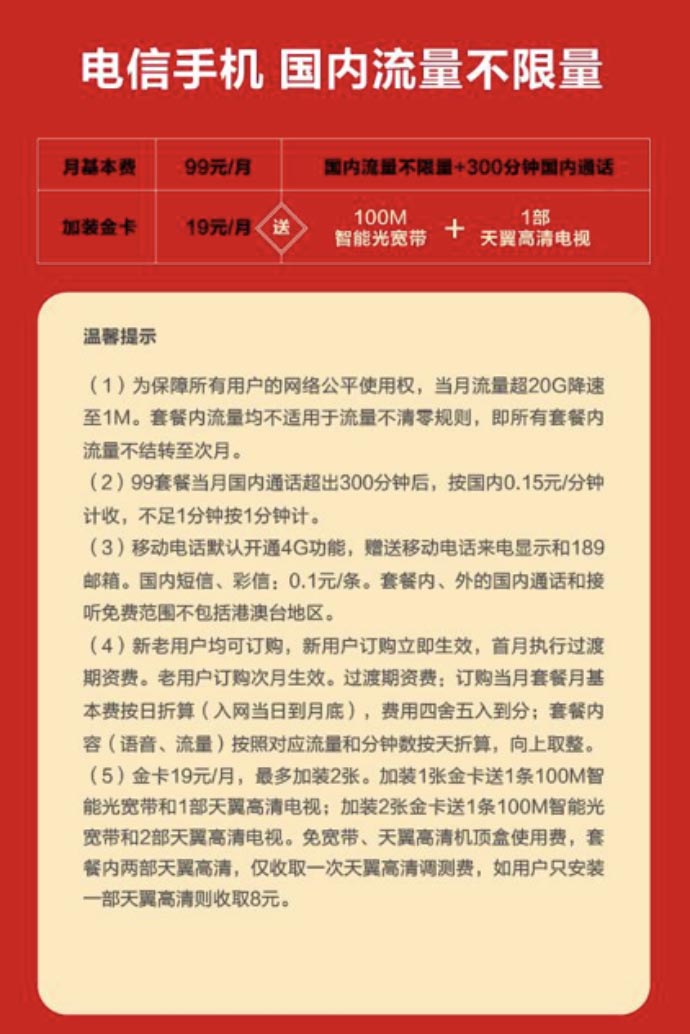 电信手机 国内流量不限量
月基本费 99元/月 国内流量不限量+300分钟国内通话
加装金卡 19元/月 送 100M 智能光宽带 + 1部 天翼高清电视
温馨提示
（1）为保障所有用户的网络公平使用权，当月流量超20G降速
至1M。套餐内流量均不适用于流量不清零规则，即所有套餐内
流量不结转至次月。
（2）99套餐当月国内通话超出300分钟后，按国内0.15元/分钟
计收，不足1分钟按1分钟计。
（3）移动电话默认开通4G功能，赠送移动电话来电显示和189
邮箱。国内短信、彩信：0.1元/条。套餐内、外的国内通话和接
听免费范围不包括港澳台地区。
（4）新老用户均可订购，新用户订购立即生效，首月执行过渡
期资费。老用户订购次月生效。过渡期资费：订购当月套餐月基
本费按日折算（入网当日到月底），费用四舍五入到分；套餐内
容（语音、流量）按照对应流量和分钟数按天折算，向上取整。
（5）金卡19元/月，最多加装2张。加装1张金卡送1条100M智
能光宽带和1部天翼高清电视；加装2张金卡送1条100M智能光
宽带和2部天翼高清电视。免宽带、天翼高清机顶盒使用费，套
餐内两部天翼高清，仅收取一次天翼高清调测费，如用户只安装
一部天翼高清则收取8元。